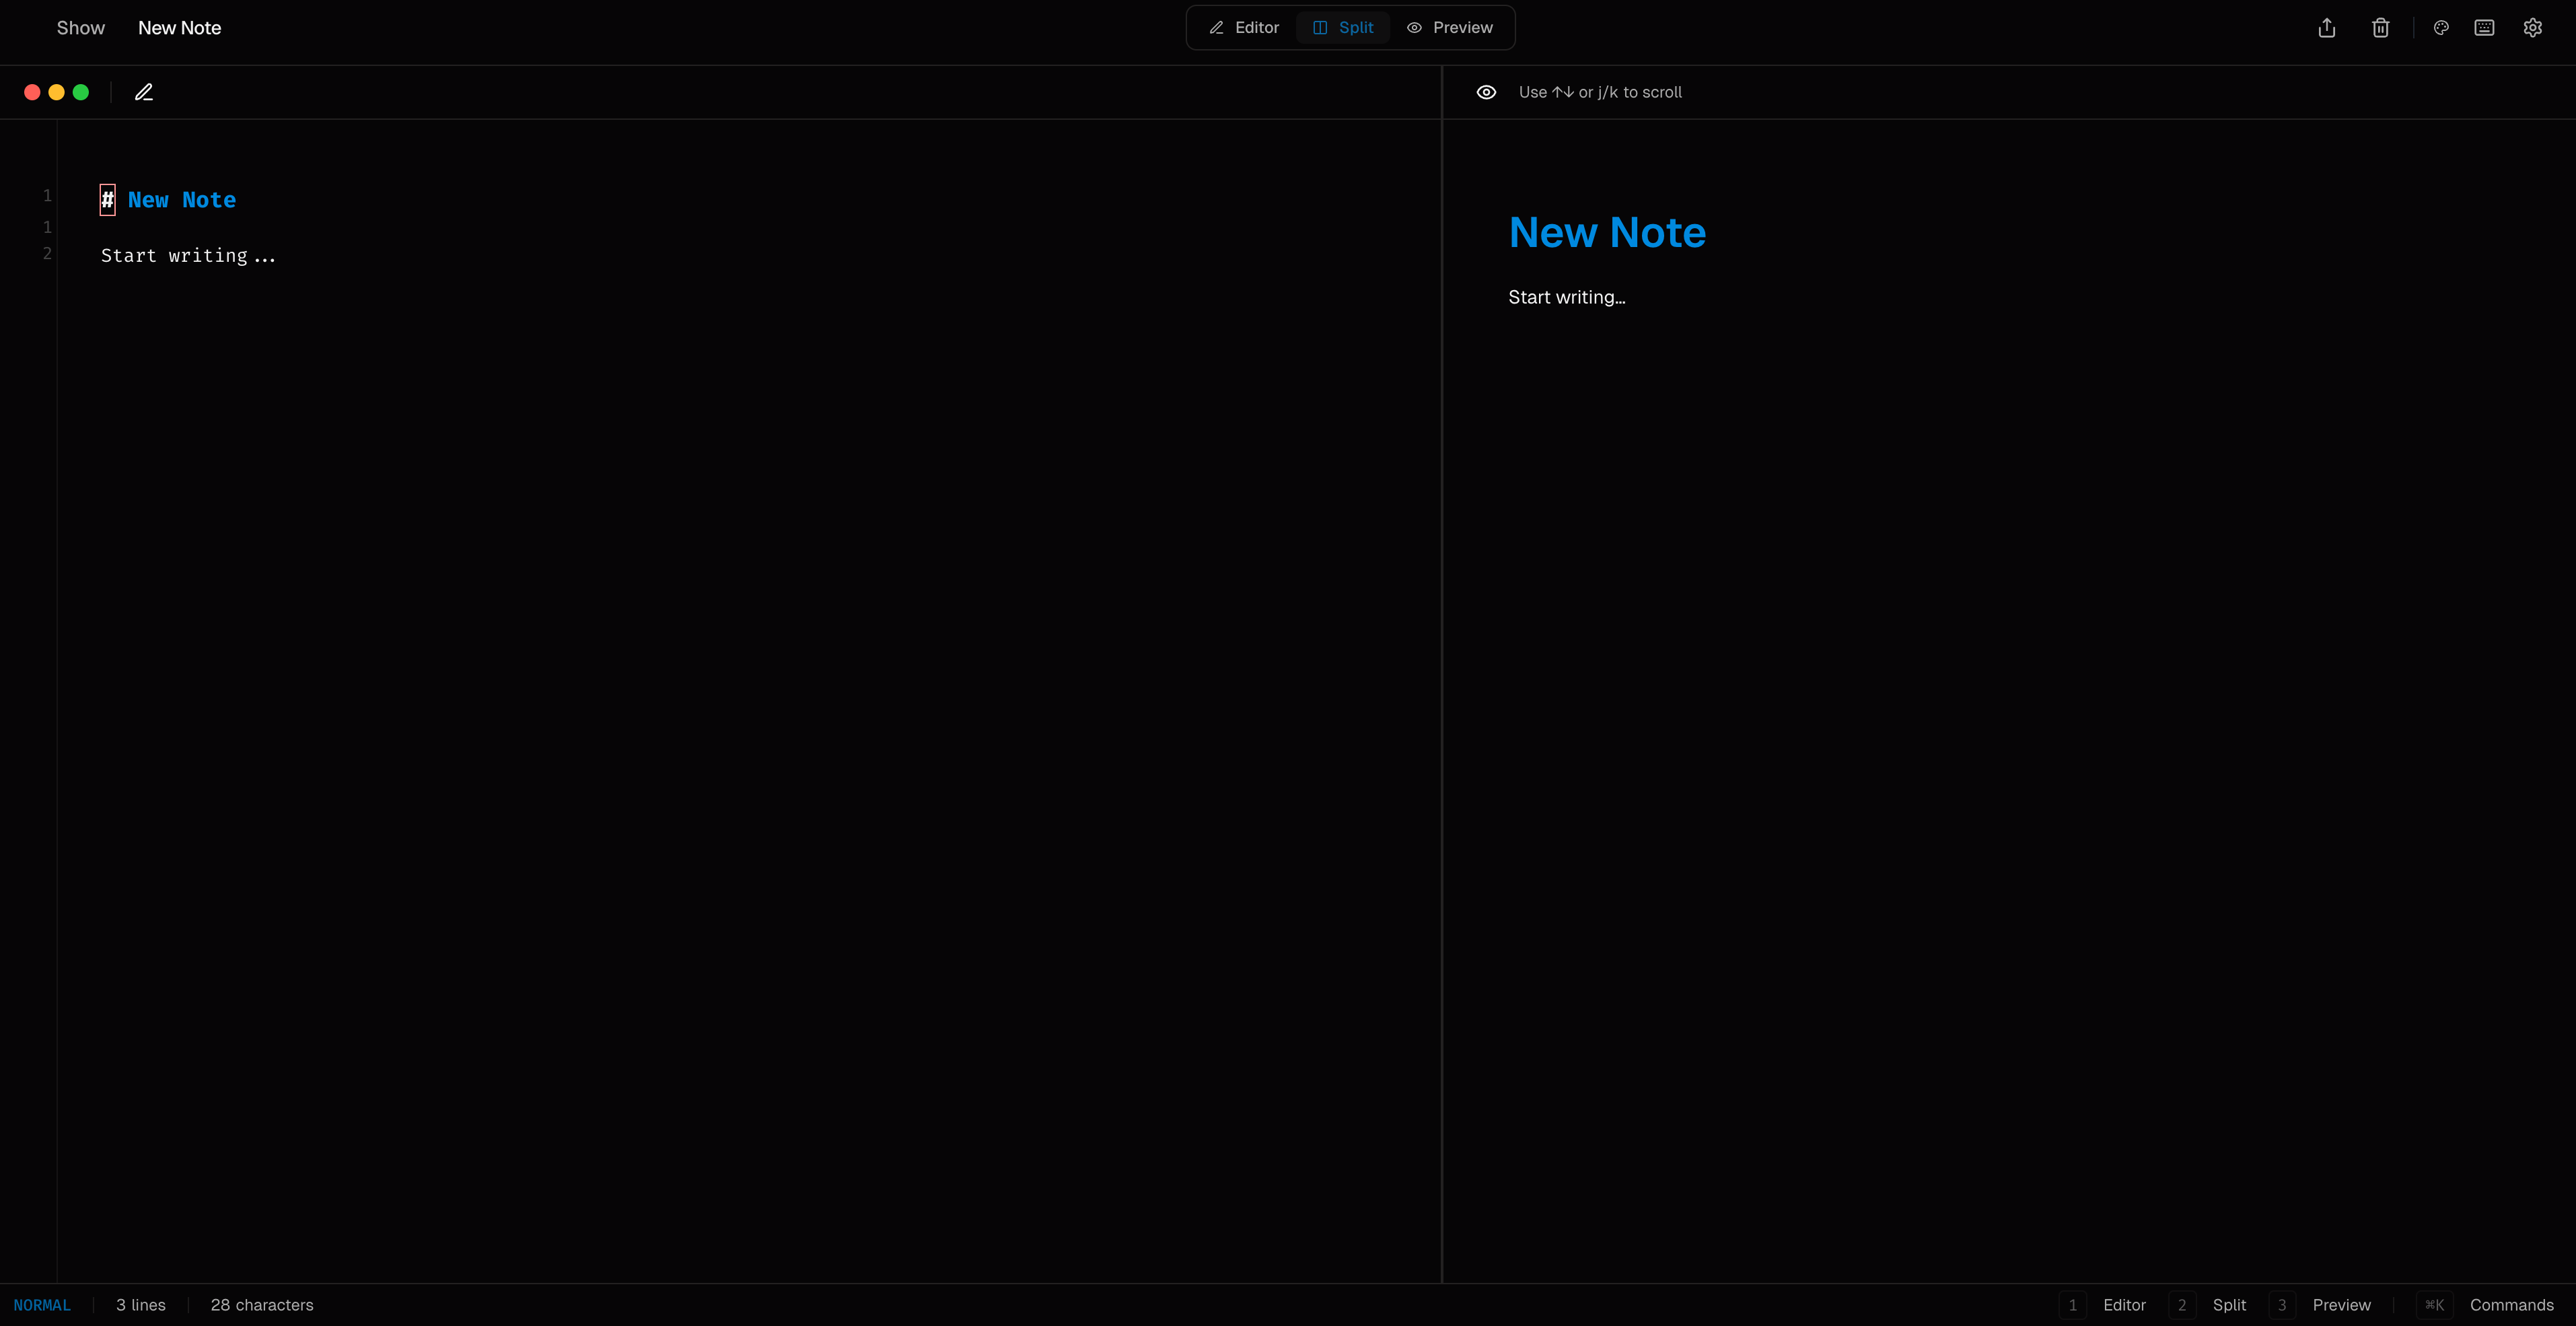 Show New Note Editor Split Preview
Use ↑↓ or j/k to scroll
1 # New Note
1
2 Start writing...
New Note
Start writing...
NORMAL 3 lines 28 characters 1 Editor 2 Split 3 Preview ⌘K Commands